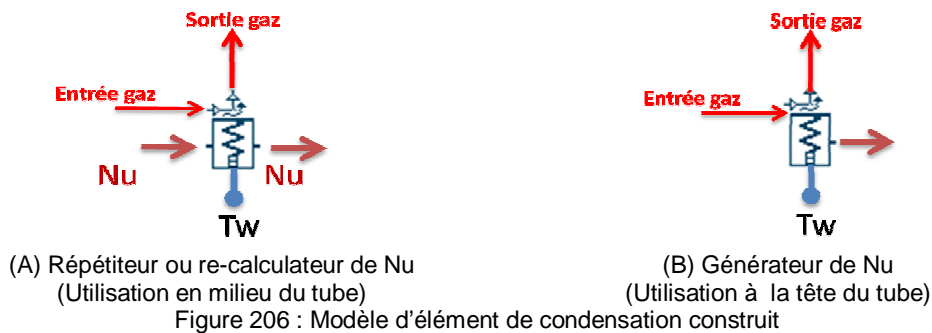 Sortie gaz
Sortie gaz
Entrée gaz
Entrée gaz
Nu
Nu
Tw
Tw
(A) Répétiteur ou re-calculateur de Nu
(B) Générateur de Nu
(Utilisation en milieu du tube)
(Utilisation à la tête du tube)
Figure 206 : Modèle d'élément de condensation construit